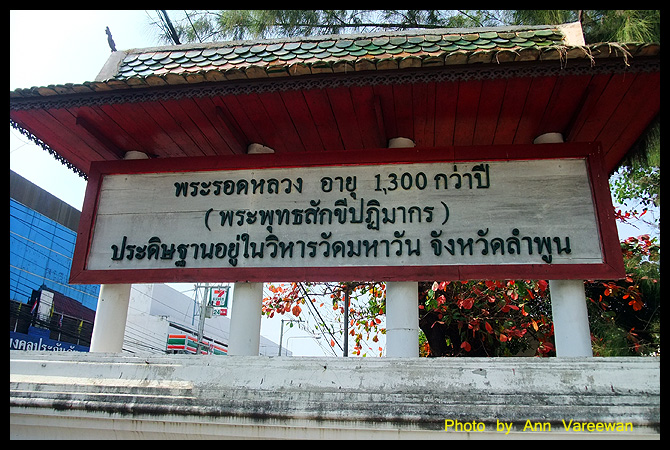 พระรอดหลวง อายุ 1,300 กว่าปี
( พระพุทธสักขีปฏิมากร )
ประดิษฐานอยู่ในวิหารวัดมหาวัน จังหวัดลำพูน
Photo by Ann Vareewan